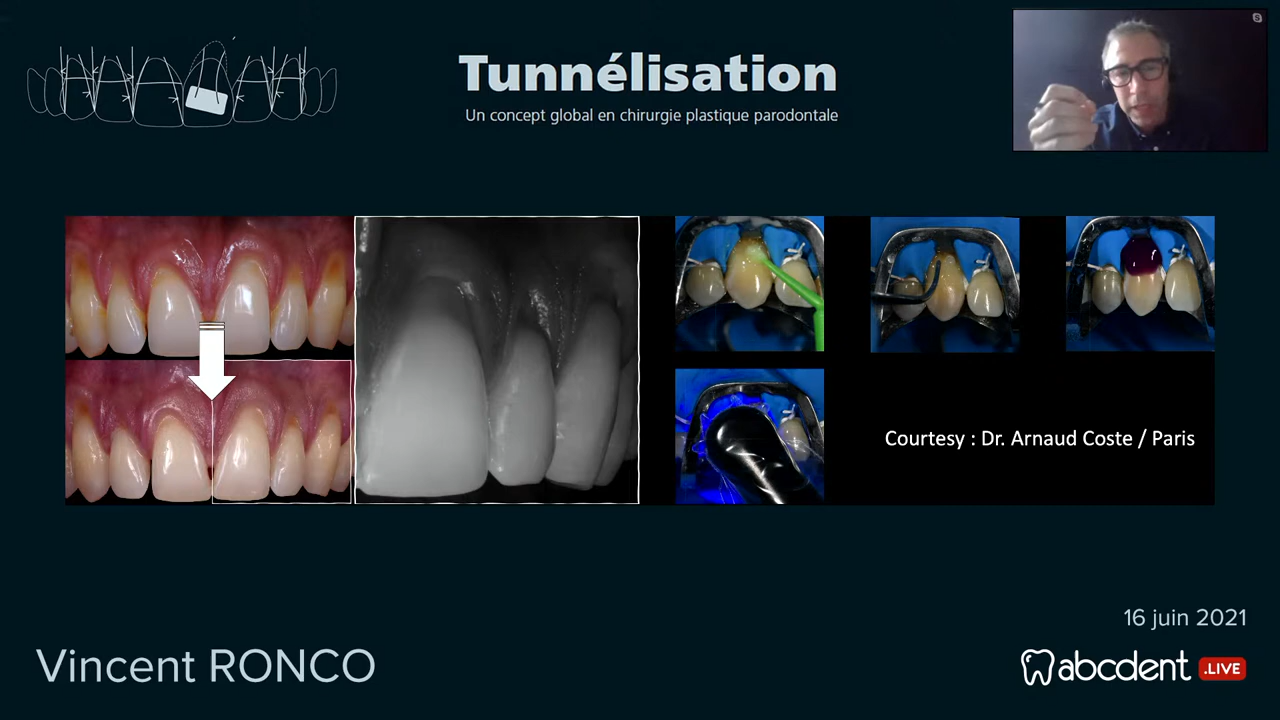 Tunnélisation
Un concept global en chirurgie plastique parodontale
Courtesy : Dr. Arnaud Coste / Paris
16 juin 2021
Vincent RONCO
abcdent .LIVE